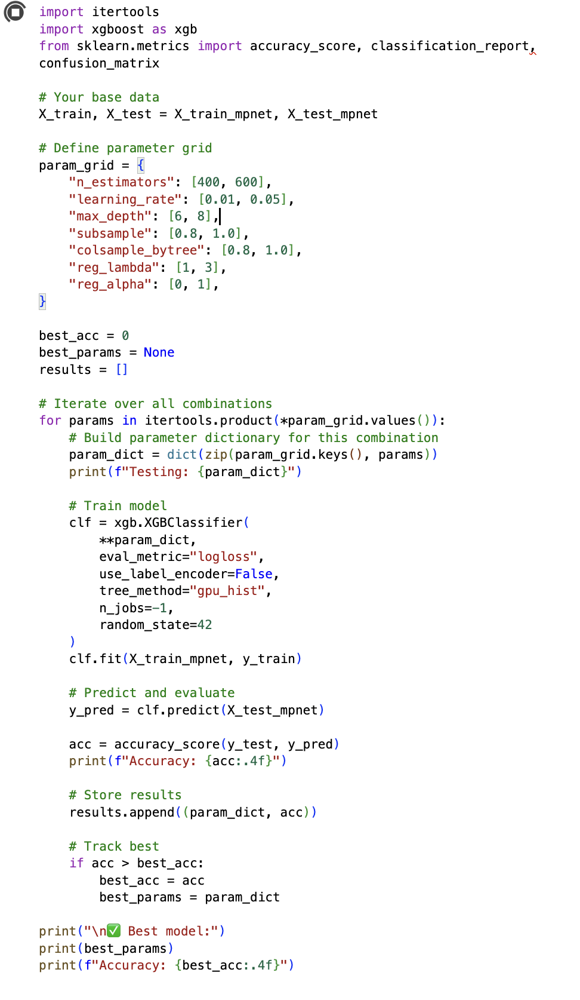 import itertools
import xgboost as xgb
from sklearn.metrics import accuracy_score, classification_report,
confusion_matrix

# Your base data
X_train, X_test = X_train_mpnet, X_test_mpnet

# Define parameter grid
param_grid = {
    "n_estimators": [400, 600],
    "learning_rate": [0.01, 0.05],
    "max_depth": [6, 8],
    "subsample": [0.8, 1.0],
    "colsample_bytree": [0.8, 1.0],
    "reg_lambda": [1, 3],
    "reg_alpha": [0, 1],
}

best_acc = 0
best_params = None
results = []

# Iterate over all combinations
for params in itertools.product(*param_grid.values()):
    # Build parameter dictionary for this combination
    param_dict = dict(zip(param_grid.keys(), params))
    print(f"Testing: {param_dict}")

    # Train model
    clf = xgb.XGBClassifier(
        **param_dict,
        eval_metric="logloss",
        use_label_encoder=False,
        tree_method="gpu_hist",
        n_jobs=-1,
        random_state=42
    )
    clf.fit(X_train_mpnet, y_train)

    # Predict and evaluate
    y_pred = clf.predict(X_test_mpnet)

    acc = accuracy_score(y_test, y_pred)
    print(f"Accuracy: {acc:.4f}")

    # Store results
    results.append((param_dict, acc))

    # Track best
    if acc > best_acc:
        best_acc = acc
        best_params = param_dict

print("\n✅ Best model:")
print(best_params)
print(f"Accuracy: {best_acc:.4f}")